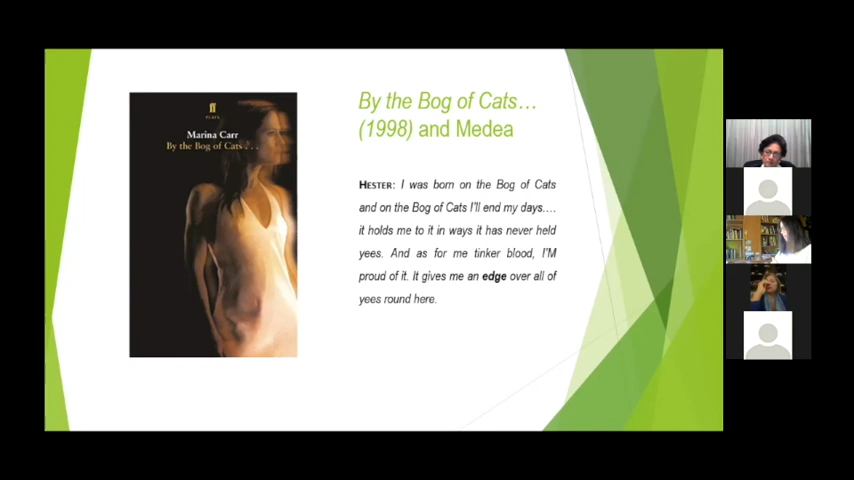 ff
PLAYS
Marina Carr
By the Bog of Cats . . .
By the Bog of Cats…
(1998) and Medea
HESTER: I was born on the Bog of Cats
and on the Bog of Cats I'll end my days….
it holds me to it in ways it has never held
yees. And as for me tinker blood, I'M
proud of it. It gives me an edge over all of
yees round here.